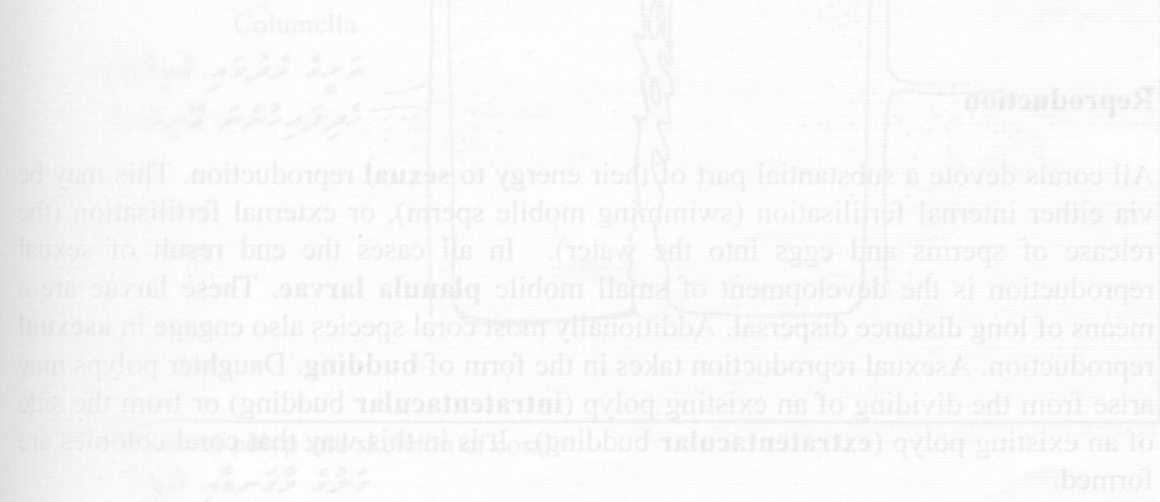 Columella
Reproduction
All corals devote a substantial part of their energy to sexual reproduction. This may be
via either internal fertilisation (swimming mobile sperm), or external fertilisation (the
release of sperms and eggs into the water). In all cases the end result of sexual
reproduction is the development of small mobile planula larvae. These larvae are a
means of long distance dispersal. Additionally most coral species also engage in asexual
reproduction. Asexual reproduction takes in the form of budding. Daughter polyps may
arise from the dividing of an existing polyp (intratentacular budding) or from the side
of an existing polyp (extratentacular budding). It is in this way that coral colonies are
formed.